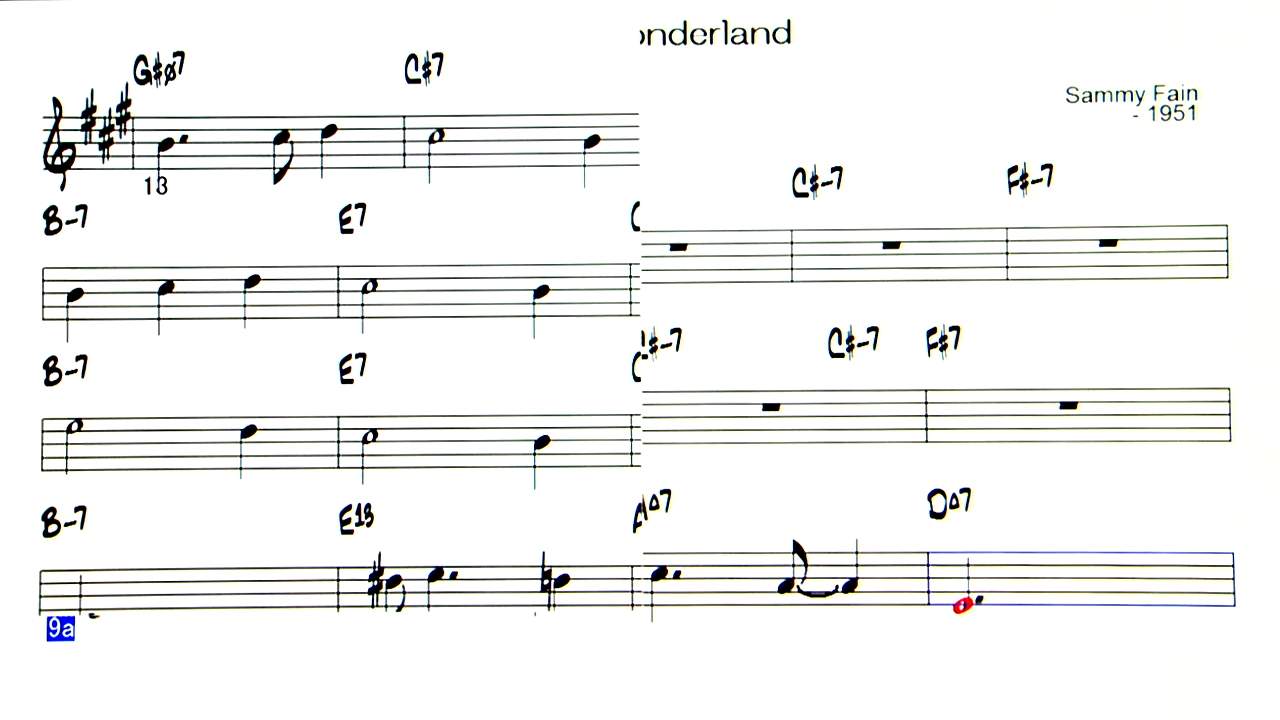 onderland
G#ø7 C#7
Sammy Fain
- 1951
13
C#-7 F#-7
B-7 E7
#-7 C#-7 F#7
B-7 E7
B-7 E13 A∆7 D∆7
9a